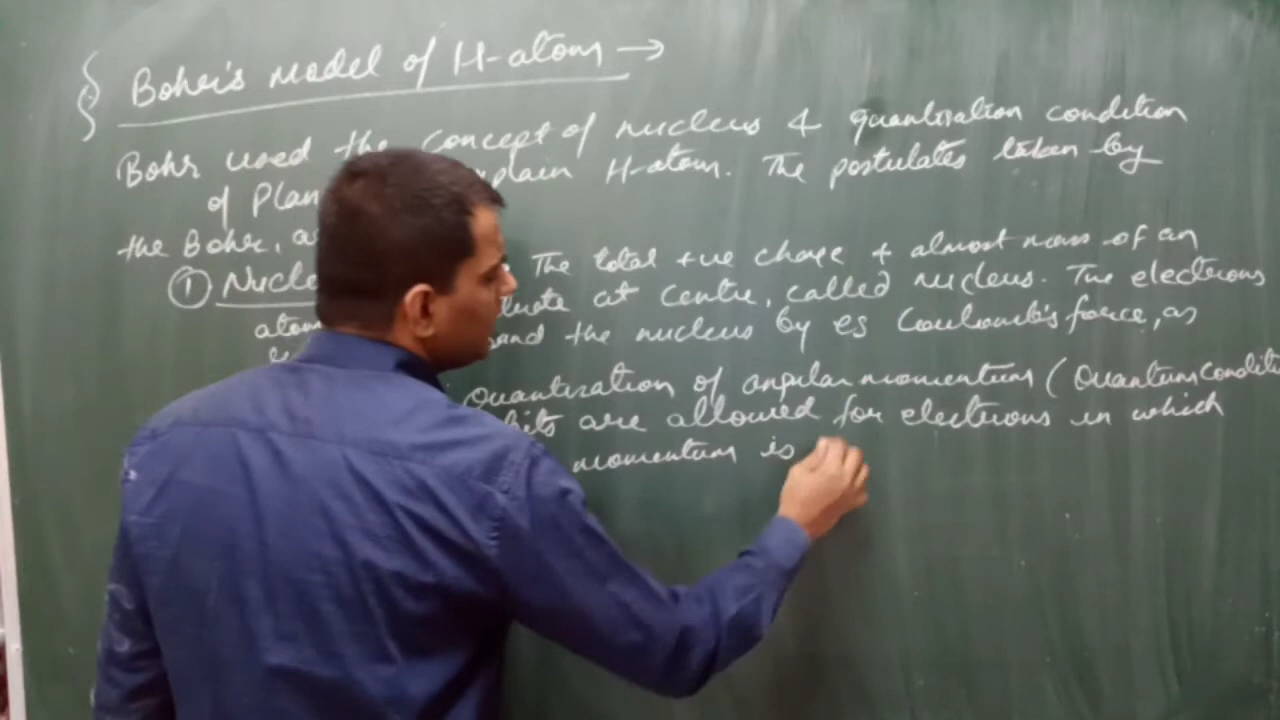 Bohr's model of H-atom →
Bohr used the concept of nucleus & quantisation condition
of Plan plain H-atom. The postulates taken by
the Bohr, a
① Nucle The total +ve charge + almost mass of an
atom at centre, called nucleus. The electrons
and the nucleus by es Coulomb's force, as
Quantisation of angular momentum (Quantum Conditi
bits are allowed for electrons in which
momentum is